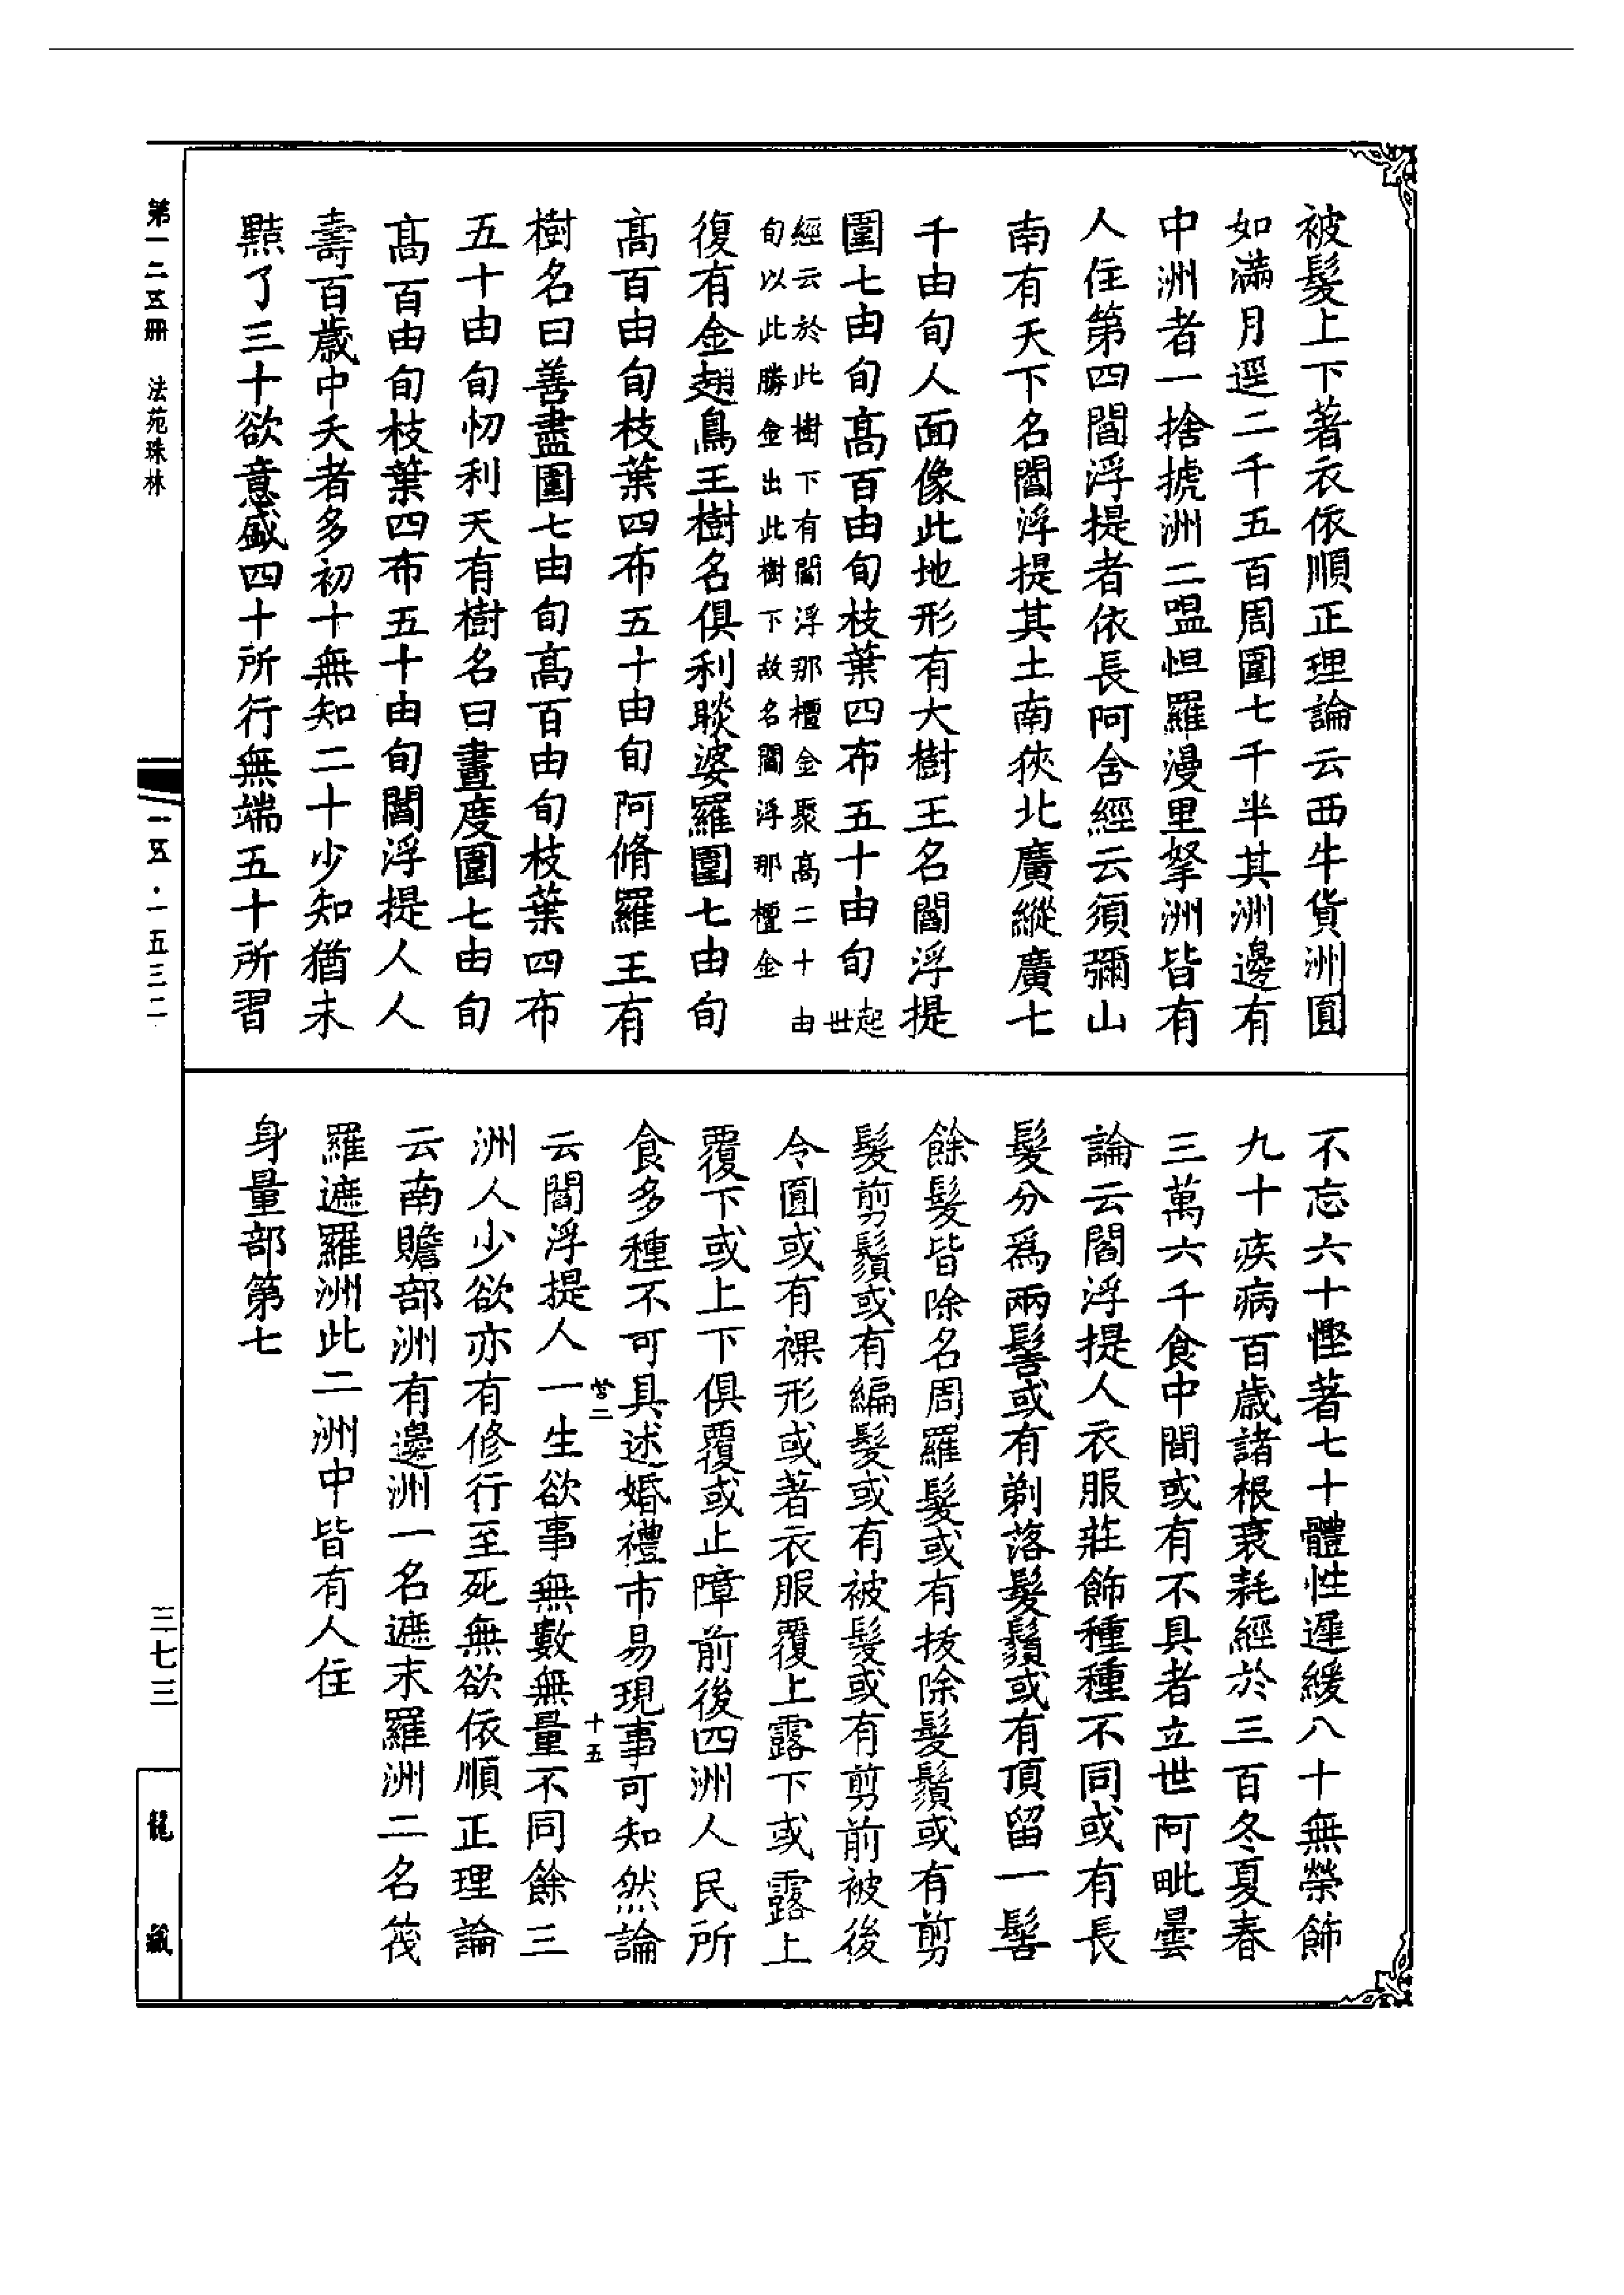 被髮上下著衣依順正理論云西牛貨洲圓
如滿月逕二千五百周圍七千半其洲邊有
中洲者一捨搋洲二嗢怛羅漫里拏洲皆有
人住第四閻浮提者依長阿含經云須彌山
南有天下名閻浮提其土南狹北廣縱廣七
千由旬人面像此地形有大樹王名閻浮提
圍七由旬高百由旬枝葉四布五十由旬起世
經云於此樹下有閻浮那檀金聚高二十由
旬以此勝金出此樹下故名閻浮那檀金
復有金翅鳥王樹名俱利睒婆羅圍七由旬
高百由旬枝葉四布五十由旬阿脩羅王有
樹名曰善盡圍七由旬高百由旬枝葉四布
五十由旬忉利天有樹名曰晝度圍七由旬
高百由旬枝葉四布五十由旬閻浮提人人
壽百歲中夭者多初十無知二十少知猶未
黠了三十欲意盛四十所行無端五十所習
不忘六十慳著七十體性遲緩八十無榮飾
九十疾病百歲諸根衰耗經於三百冬夏春
三萬六千食中間或有不具者立世阿毗曇
論云閻浮提人衣服莊飾種種不同或有長
髮分為兩髻或有剃落髮鬚或有頂留一髻
餘髮皆除名周羅髮或有拔除髮鬚或有剪
髮剪鬚或有編髮或有被髮或有剪前被後
令圓或有裸形或著衣服覆上露下或露上
覆下或上下俱覆或止障前後四洲人民所
食多種不可具述婚禮市易現事可知然論
營二
十五
云閻浮提人一生欲事無數無量不同餘三
洲人少欲亦有修行至死無欲依順正理論
云南贍部洲有邊洲一名遮末羅洲二名筏
羅遮羅洲此二洲中皆有人住
身量部第七
第一二五冊 法苑珠林
一五·一五三二
三七三
龍藏